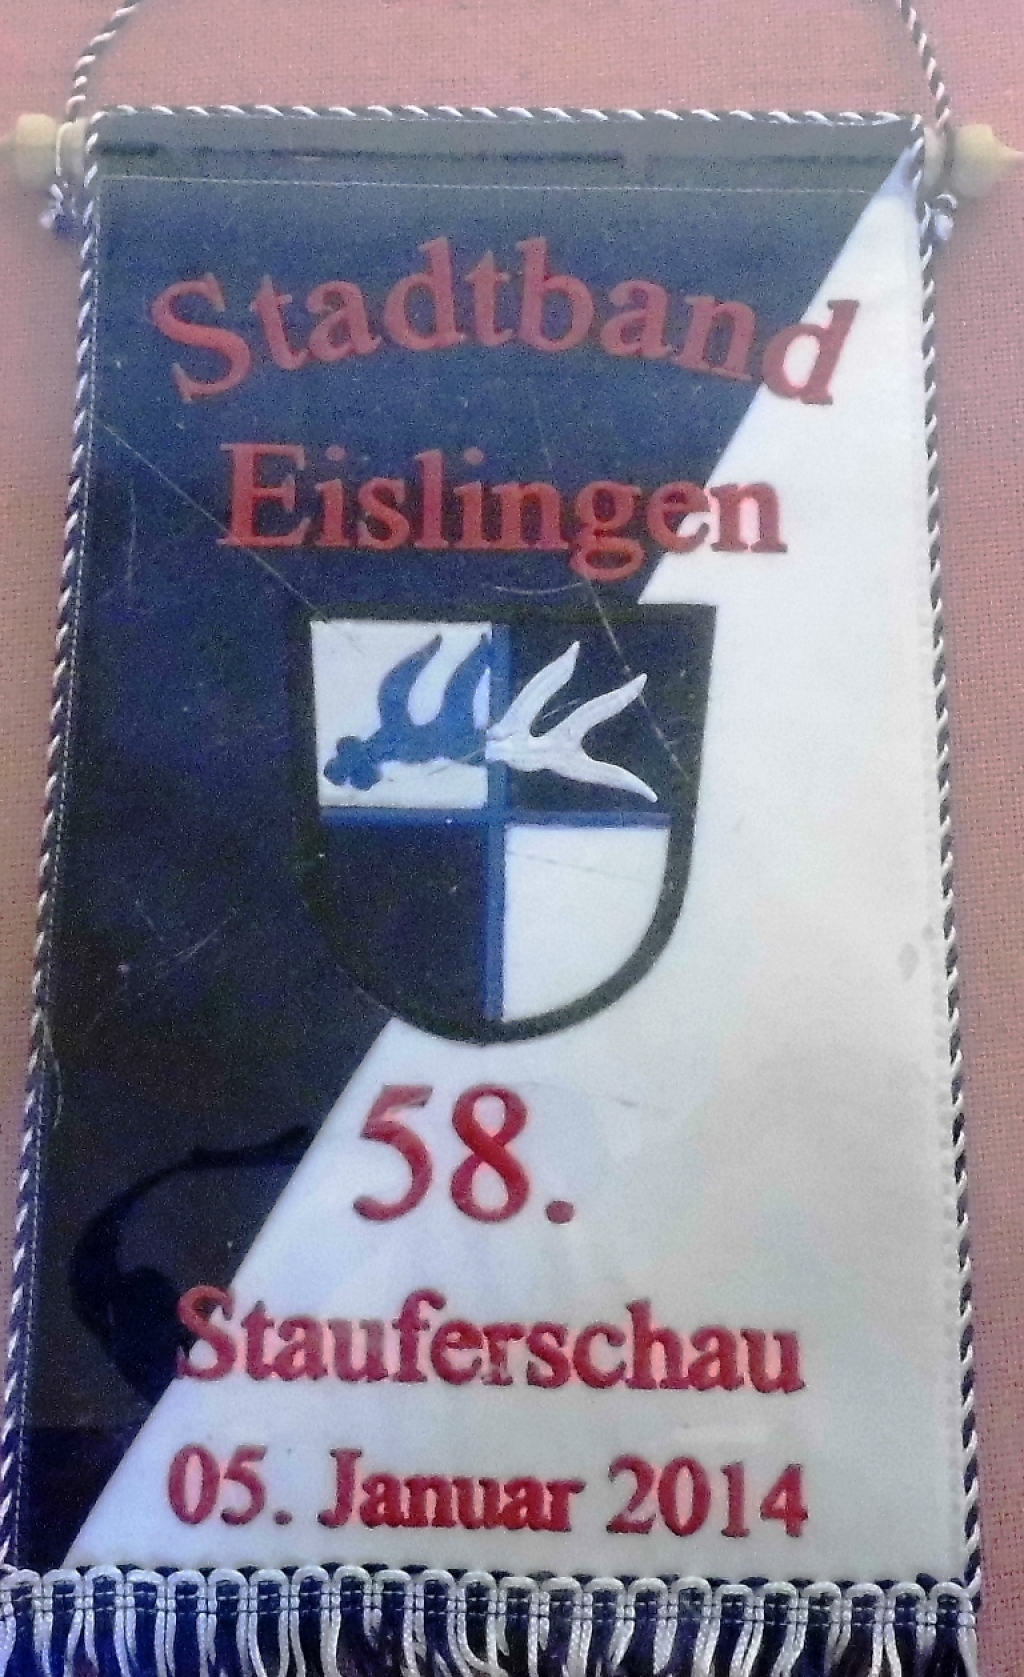 Stadtband
Eislingen
58.
Stauferschau
05. Januar 2014